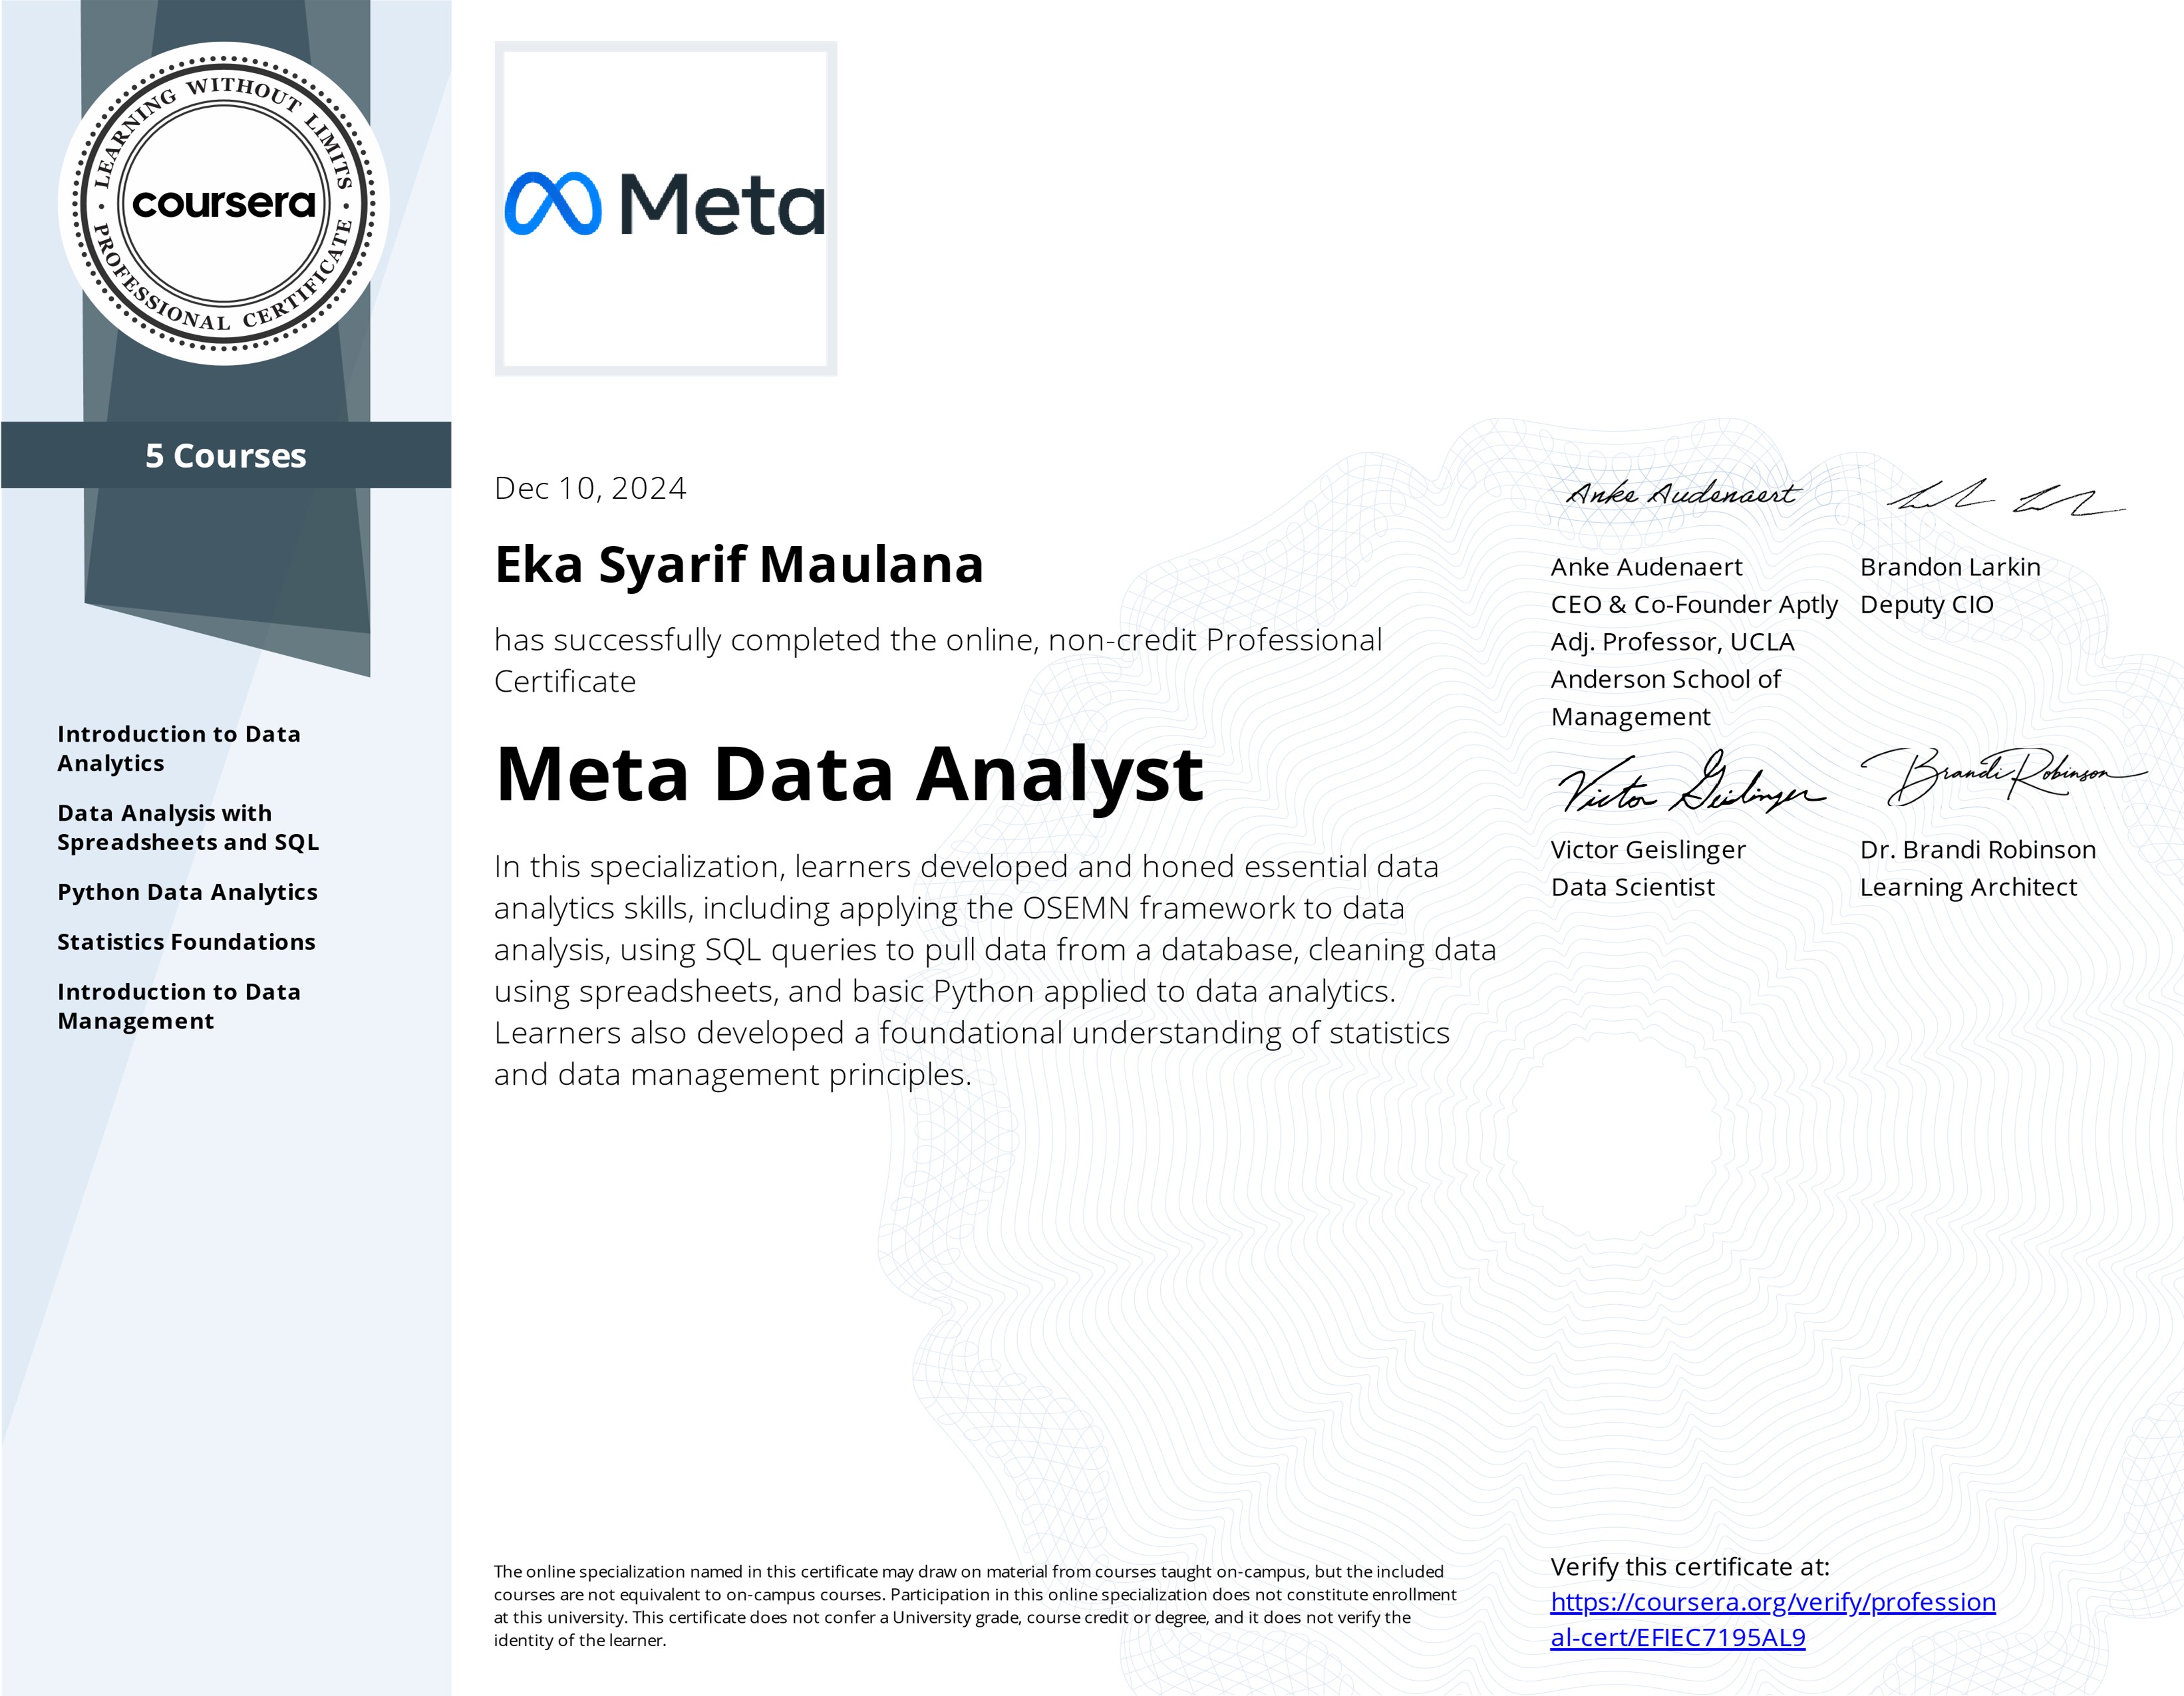 LEARNING WITHOUT LIMITS
coursera
PROFESSIONAL CERTIFICATE
5 Courses
Introduction to Data
Analytics
Data Analysis with
Spreadsheets and SQL
Python Data Analytics
Statistics Foundations
Introduction to Data
Management
Meta
Dec 10, 2024
Eka Syarif Maulana
has successfully completed the online, non-credit Professional
Certificate
Meta Data Analyst
In this specialization, learners developed and honed essential data
analytics skills, including applying the OSEMN framework to data
analysis, using SQL queries to pull data from a database, cleaning data
using spreadsheets, and basic Python applied to data analytics.
Learners also developed a foundational understanding of statistics
and data management principles.
Anke Audenaert
Anke Audenaert
CEO & Co-Founder Aptly
Adj. Professor, UCLA
Anderson School of
Management
Brandon Larkin
Deputy CIO
Victor Geislinger
Victor Geislinger
Data Scientist
Brandi Robinson
Dr. Brandi Robinson
Learning Architect
The online specialization named in this certificate may draw on material from courses taught on-campus, but the included
courses are not equivalent to on-campus courses. Participation in this online specialization does not constitute enrollment
at this university. This certificate does not confer a University grade, course credit or degree, and it does not verify the
identity of the learner.
Verify this certificate at:
https://coursera.org/verify/profession
al-cert/EFIEC7195AL9